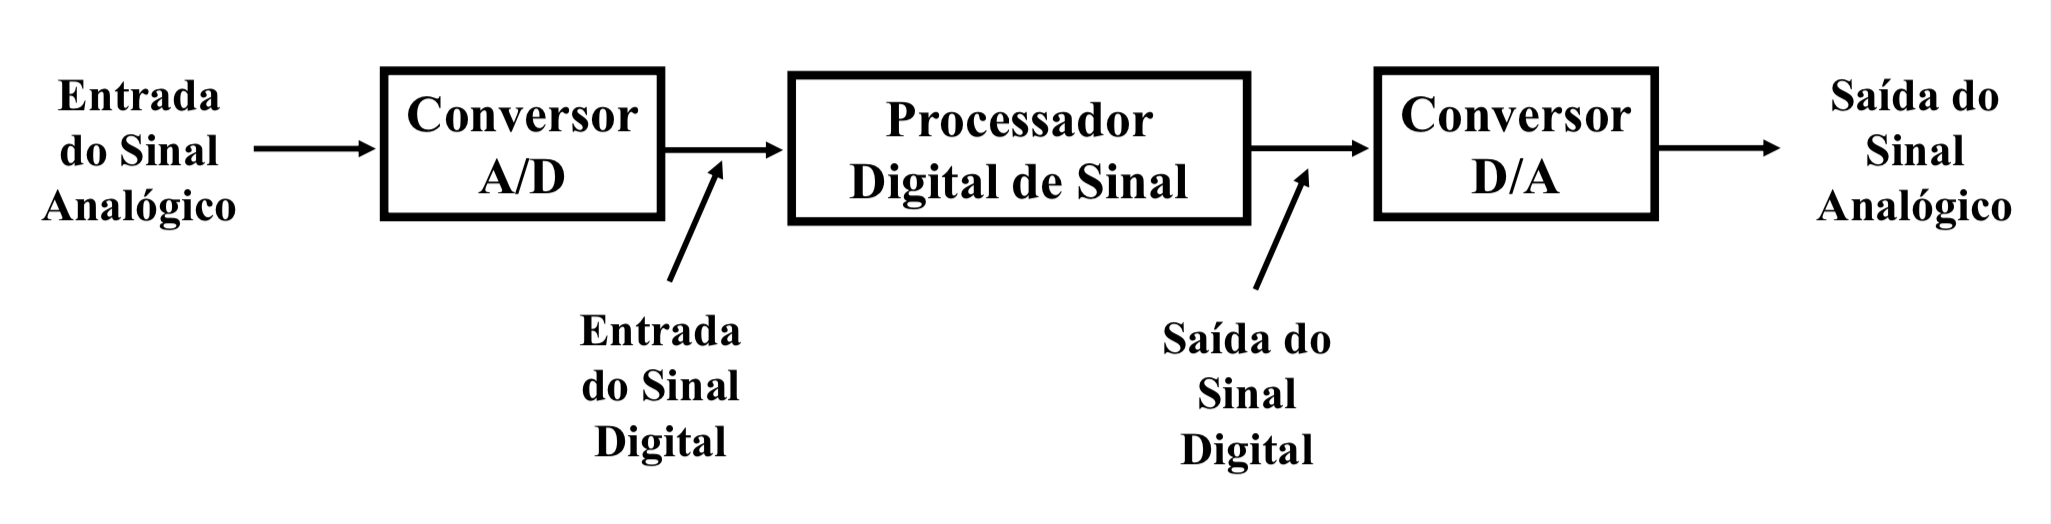 Entrada
do Sinal
Analógico
Conversor
A/D
Processador
Digital de Sinal
Conversor
D/A
Saída do
Sinal
Analógico
Entrada
do Sinal
Digital
Saída do
Sinal
Digital